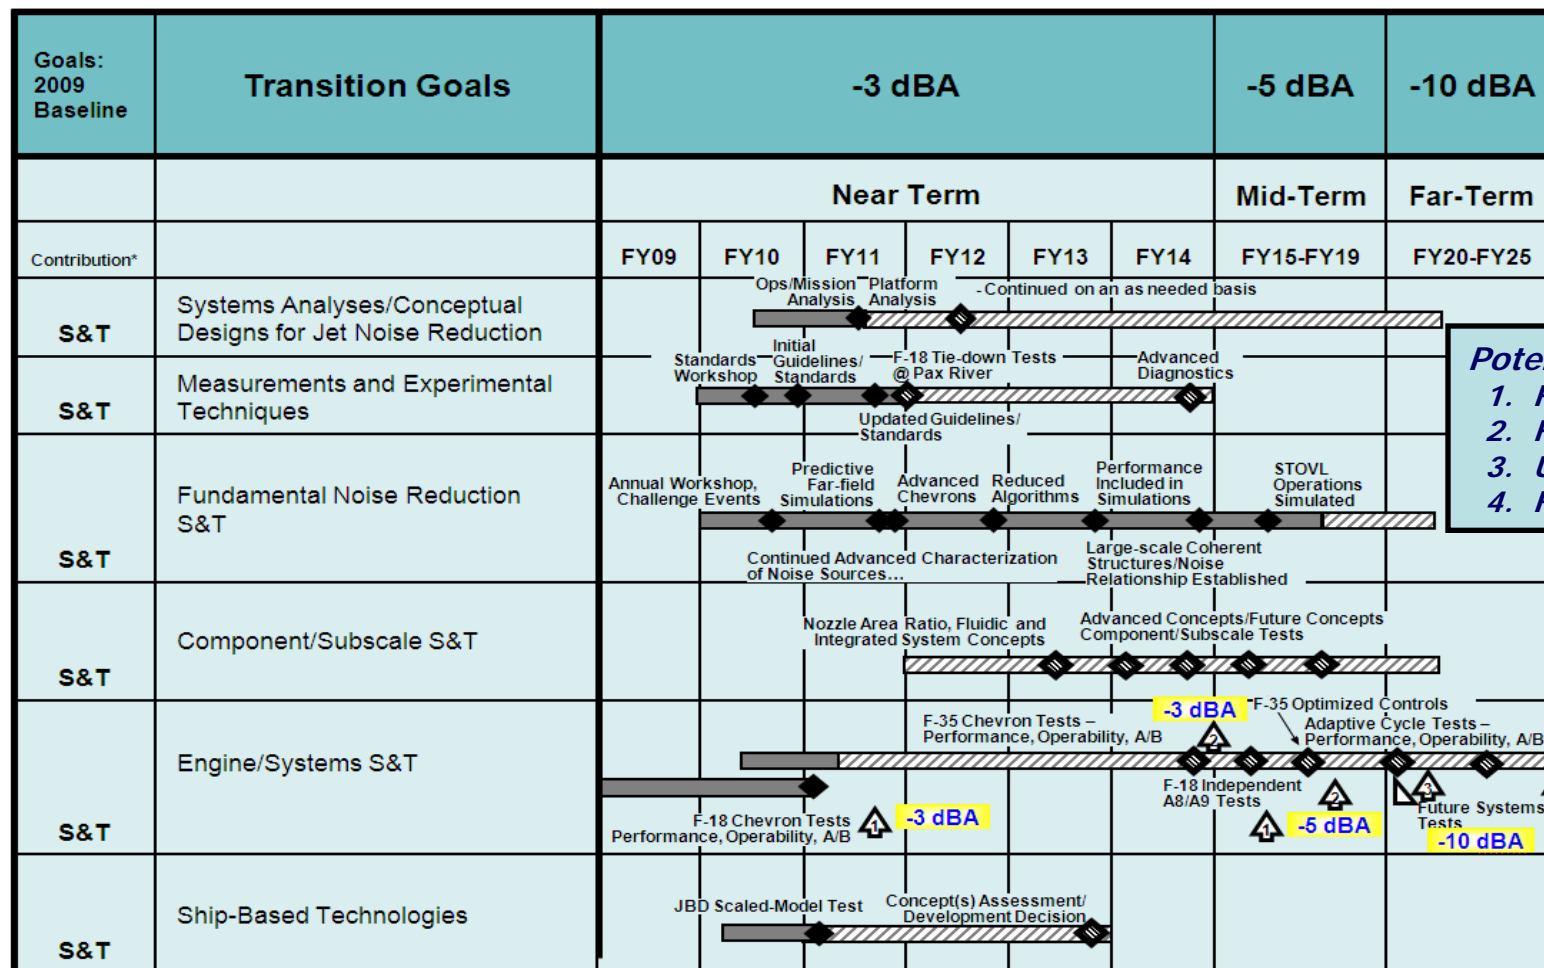 Goals:
2009
Baseline
Transition Goals
-3 dBA
-5 dBA
-10 dBA
Near Term
Mid-Term
Far-Term
Contribution*
FY09
FY10
FY11
FY12
FY13
FY14
FY15-FY19
FY20-FY25
Systems Analyses/Conceptual
Designs for Jet Noise Reduction
S&T
Ops/Mission
Analysis
Platform
Analysis
- Continued on an as needed basis
Measurements and Experimental
Techniques
S&T
Standards
Workshop
Initial
Guidelines/
Standards
F-18 Tie-down Tests
@ Pax River
Advanced
Diagnostics
Updated Guidelines/
Standards
1.
2.
3.
4.
Fundamental Noise Reduction
S&T
S&T
Annual Workshop,
Challenge Events
Predictive
Far-field
Simulations
Advanced
Chevrons
Reduced
Algorithms
Performance
Included in
Simulations
STOVL
Operations
Simulated
Continued Advanced Characterization
of Noise Sources...
Large-scale Coherent
Structures/Noise
Relationship Established
Component/Subscale S&T
S&T
Nozzle Area Ratio, Fluidic and
Integrated System Concepts
Advanced Concepts/Future Concepts
Component/Subscale Tests
Engine/Systems S&T
S&T
F-35 Chevron Tests –
Performance, Operability, A/B
-3 dBA
2
F-35 Optimized Controls
Adaptive Cycle Tests –
Performance, Operability, A/B
F-18 Chevron Tests
Performance, Operability, A/B
1
-3 dBA
F-18 Independent
A8/A9 Tests
1
2
-5 dBA
3
Future Systems
Tests
-10 dBA
Ship-Based Technologies
S&T
JBD Scaled-Model Test
Concept(s) Assessment/
Development Decision